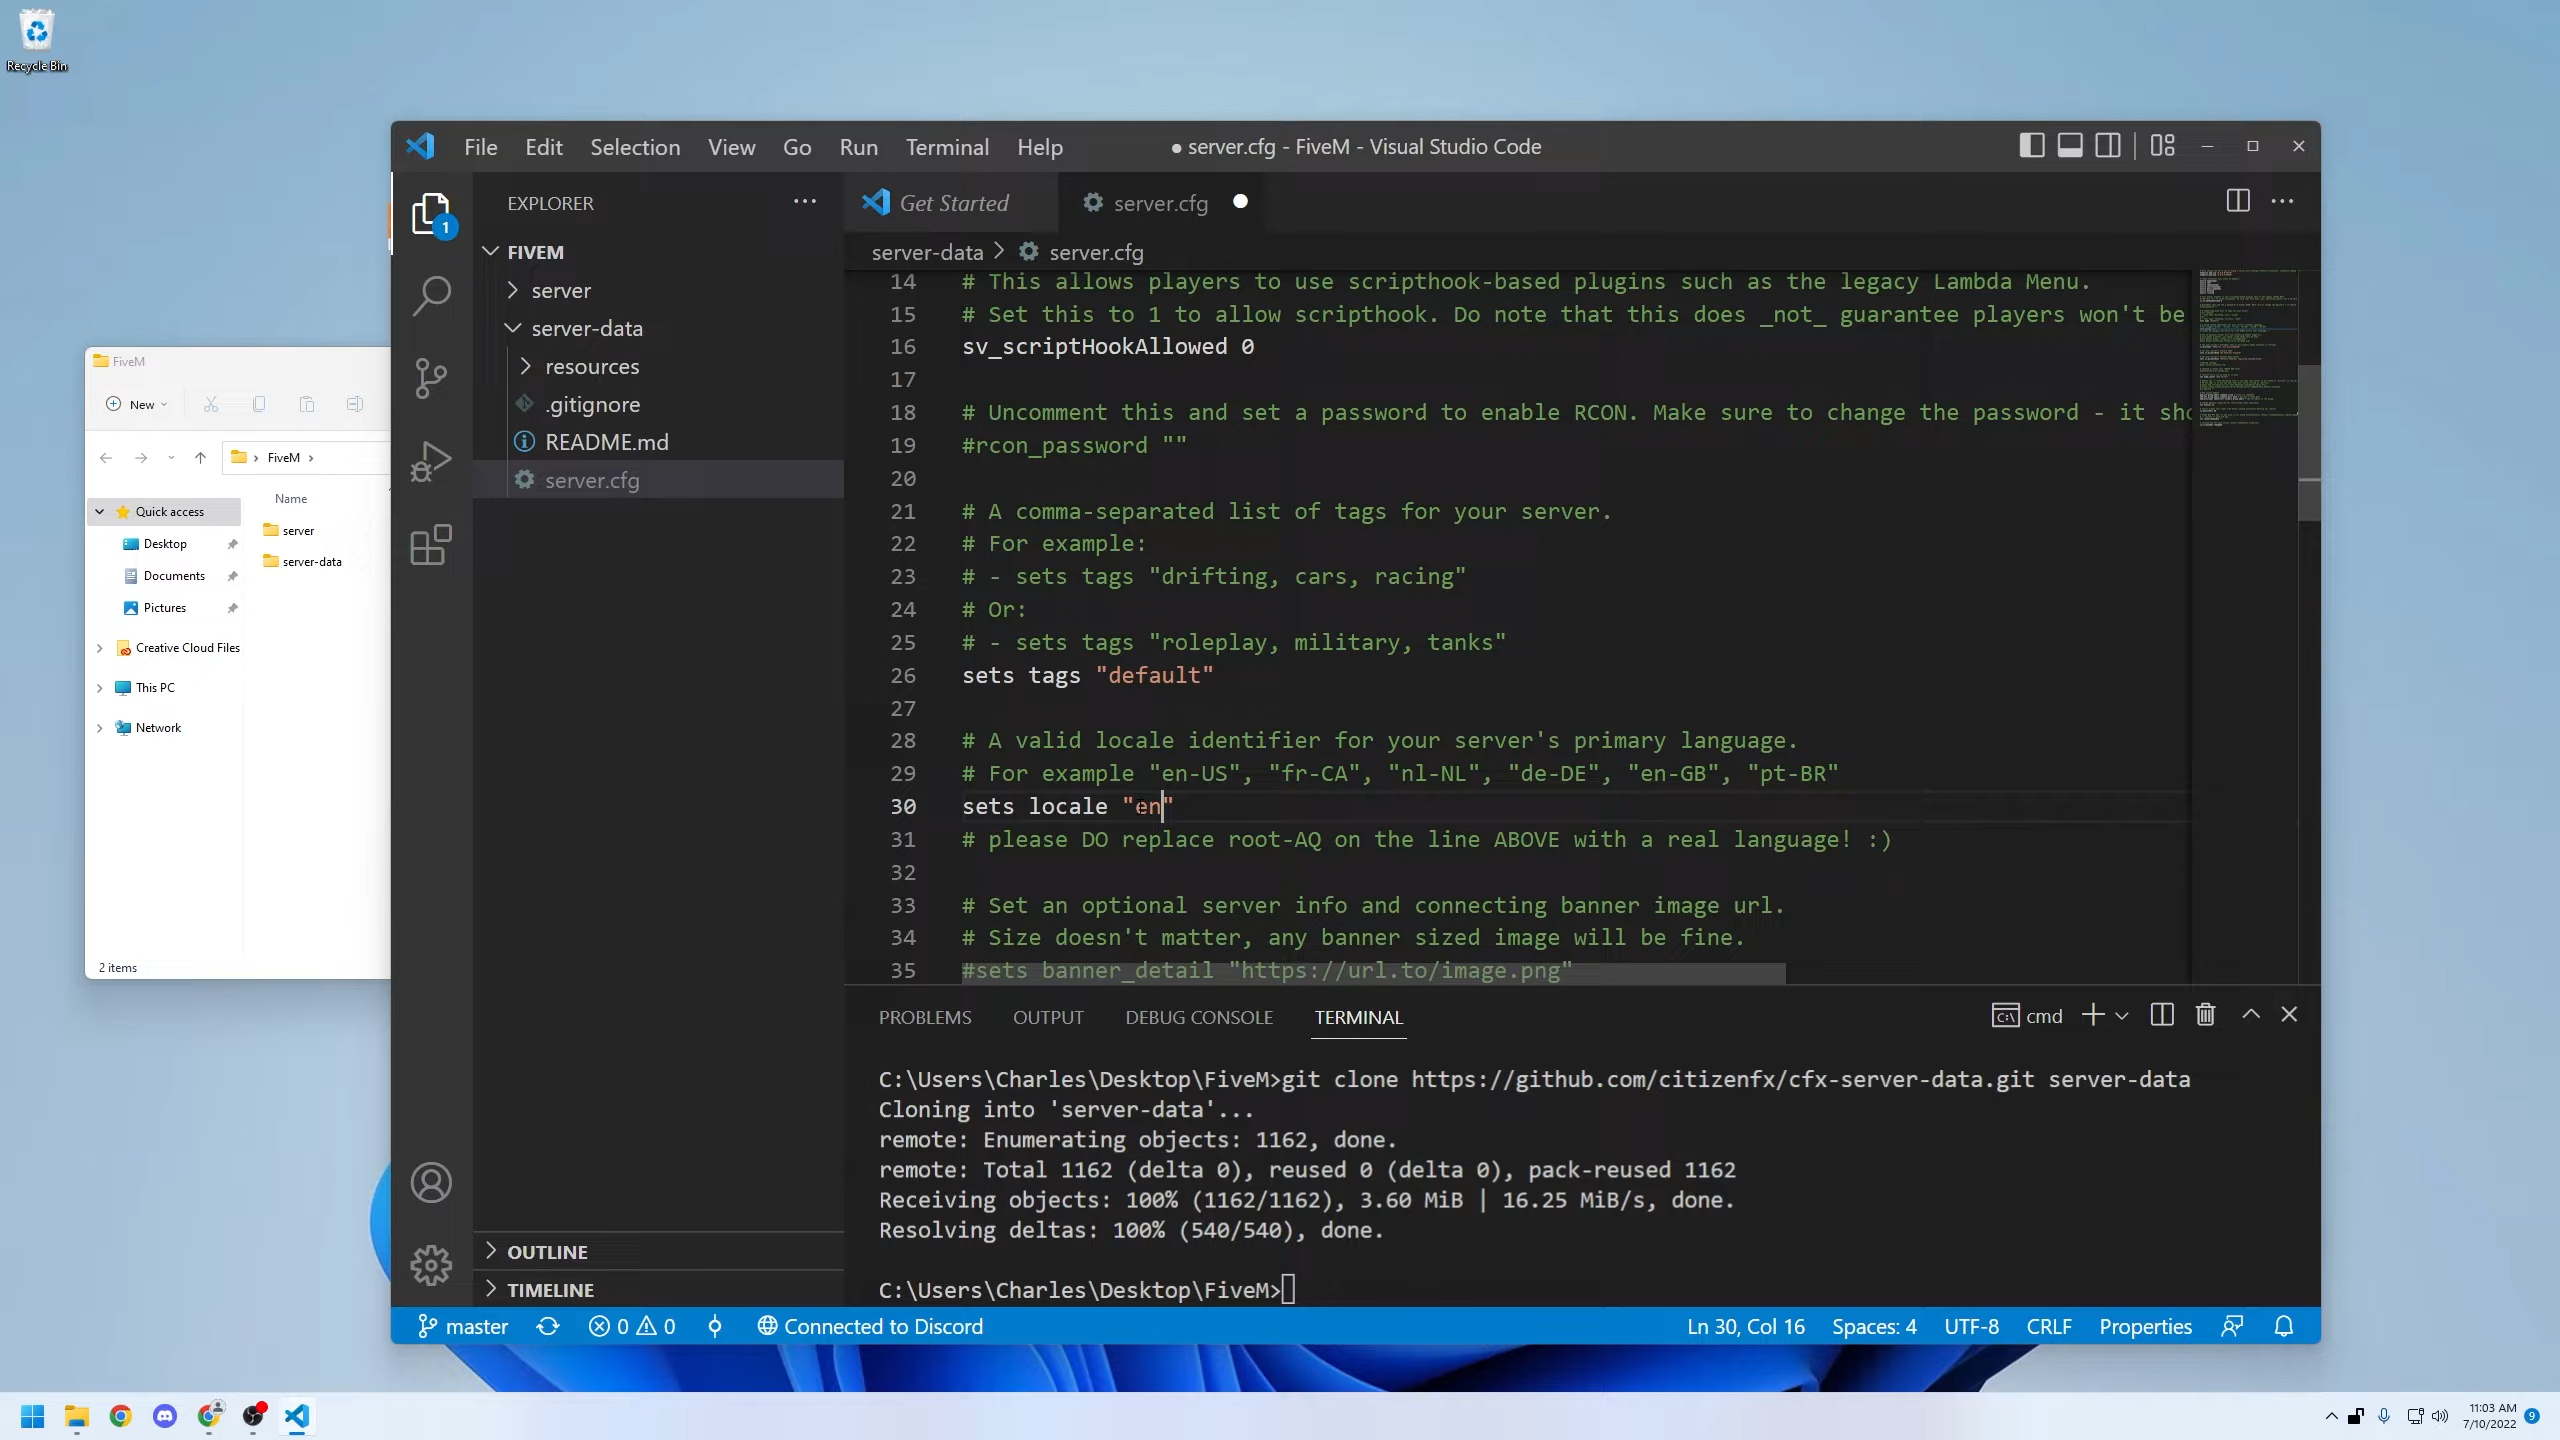 Recycle Bin
FiveM
New
FiveM
Name
Quick access
server
Desktop
server-data
Documents
Pictures
Creative Cloud Files
This PC
Network
2 items
File Edit Selection View Go Run Terminal Help
● server.cfg - FiveM - Visual Studio Code
1
EXPLORER
FIVEM
server
server-data
resources
.gitignore
README.md
server.cfg
OUTLINE
TIMELINE
Get Started
server.cfg
server-data > server.cfg
14 # This allows players to use scripthook-based plugins such as the legacy Lambda Menu.
15 # Set this to 1 to allow scripthook. Do note that this does _not_ guarantee players won't be
16 sv_scriptHookAllowed 0
17
18 # Uncomment this and set a password to enable RCON. Make sure to change the password - it sho
19 #rcon_password ""
20
21 # A comma-separated list of tags for your server.
22 # For example:
23 # - sets tags "drifting, cars, racing"
24 # Or:
25 # - sets tags "roleplay, military, tanks"
26 sets tags "default"
27
28 # A valid locale identifier for your server's primary language.
29 # For example "en-US", "fr-CA", "nl-NL", "de-DE", "en-GB", "pt-BR"
30 sets locale "en"
31 # please DO replace root-AQ on the line ABOVE with a real language! :)
32
33 # Set an optional server info and connecting banner image url.
34 # Size doesn't matter, any banner sized image will be fine.
35 #sets banner_detail "https://url.to/image.png"
PROBLEMS OUTPUT DEBUG CONSOLE TERMINAL
cmd
C:\Users\Charles\Desktop\FiveM>git clone https://github.com/citizenfx/cfx-server-data.git server-data
Cloning into 'server-data'...
remote: Enumerating objects: 1162, done.
remote: Total 1162 (delta 0), reused 0 (delta 0), pack-reused 1162
Receiving objects: 100% (1162/1162), 3.60 MiB | 16.25 MiB/s, done.
Resolving deltas: 100% (540/540), done.
C:\Users\Charles\Desktop\FiveM>
master 0 0 Connected to Discord
Ln 30, Col 16 Spaces: 4 UTF-8 CRLF Properties
11:03 AM
7/10/2022
9